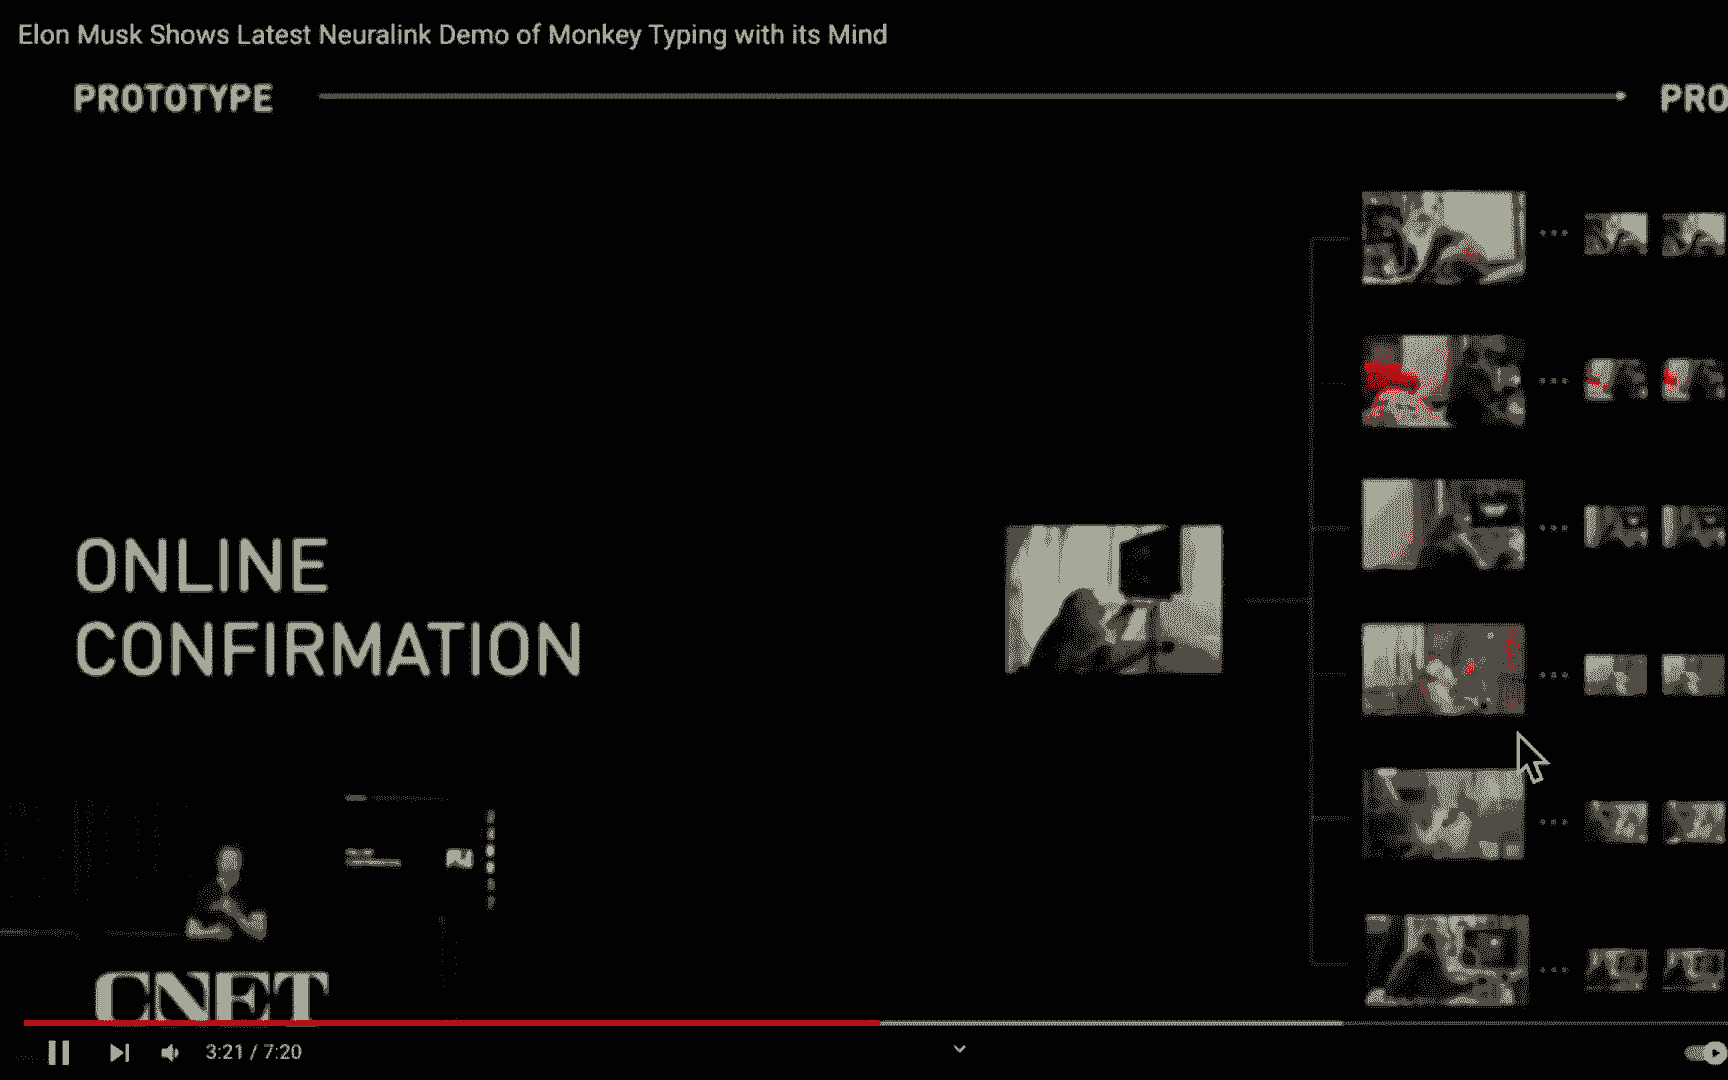 Elon Musk Shows Latest Neuralink Demo of Monkey Typing with its Mind
PROTOTYPE
PRO
ONLINE
CONFIRMATION
CNET
3:21 / 7:20